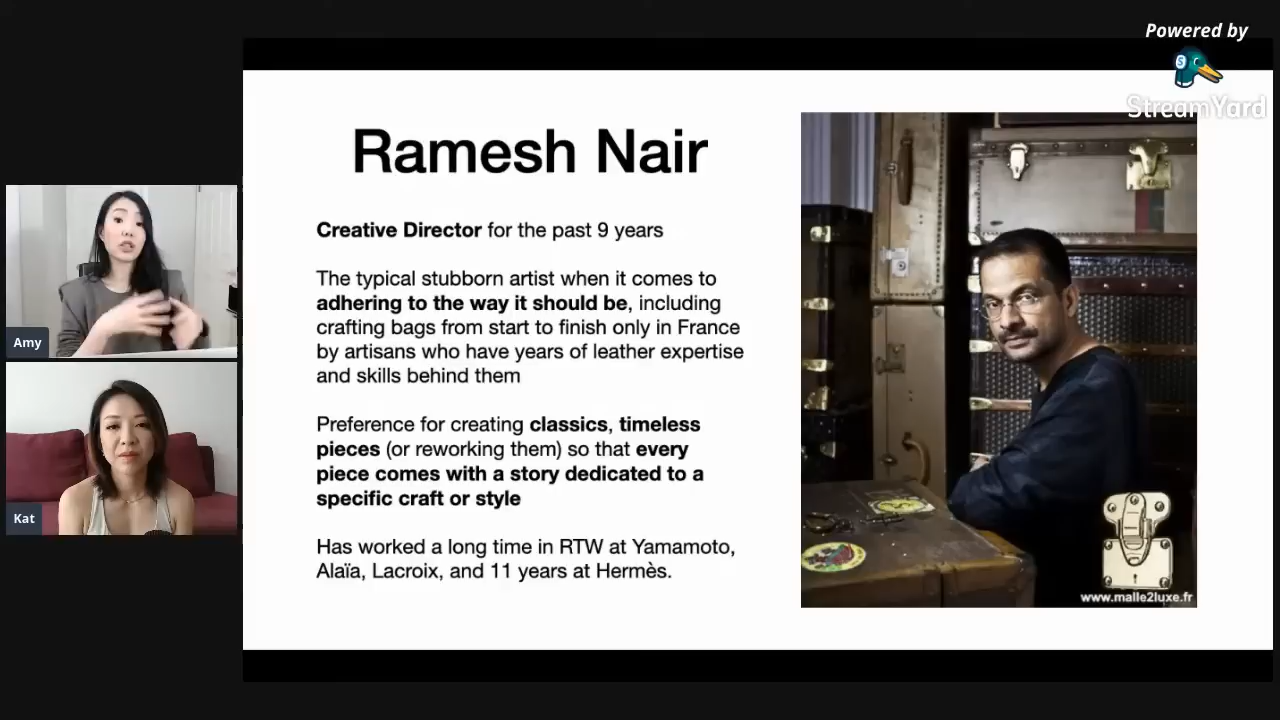 Powered by
StreamYard
Ramesh Nair
Creative Director for the past 9 years
The typical stubborn artist when it comes to
adhering to the way it should be, including
crafting bags from start to finish only in France
by artisans who have years of leather expertise
and skills behind them
Preference for creating classics, timeless
pieces (or reworking them) so that every
piece comes with a story dedicated to a
specific craft or style
Has worked a long time in RTW at Yamamoto,
Alaïa, Lacroix, and 11 years at Hermès.
www.malle2luxe.fr
Amy
Kat